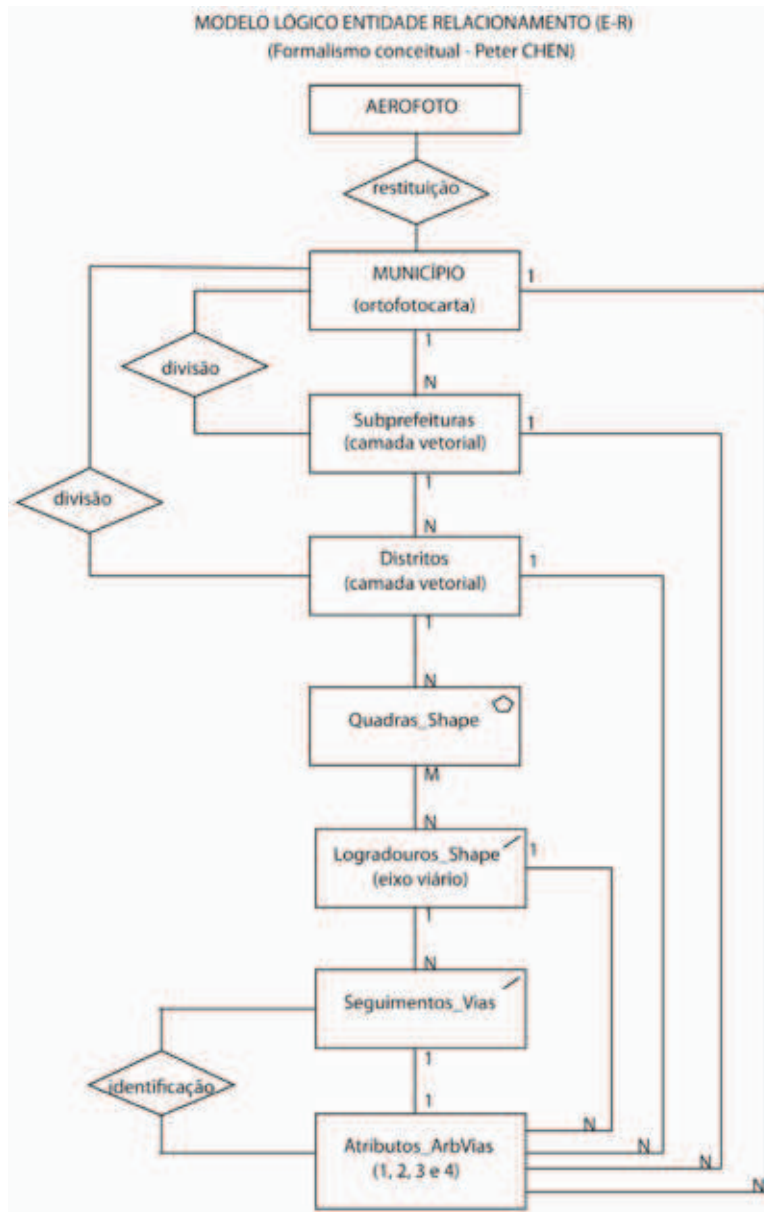 MODELO LÓGICO ENTIDADE RELACIONAMENTO (E-R)
(Formalismo conceitual - Peter CHEN)
AEROFOTO
restituição
MUNICÍPIO
(ortofotocarta)
1
1
divisão
N
Subprefeituras
(camada vetorial)
1
1
divisão
N
Distritos
(camada vetorial)
1
1
N
Quadras_Shape
M
N
Logradouros_Shape
(eixo viário)
1
1
N
Seguimentos_Vias
1
identificação
1
Atributos_ArbVias
(1, 2, 3 e 4)
N
N
N
N